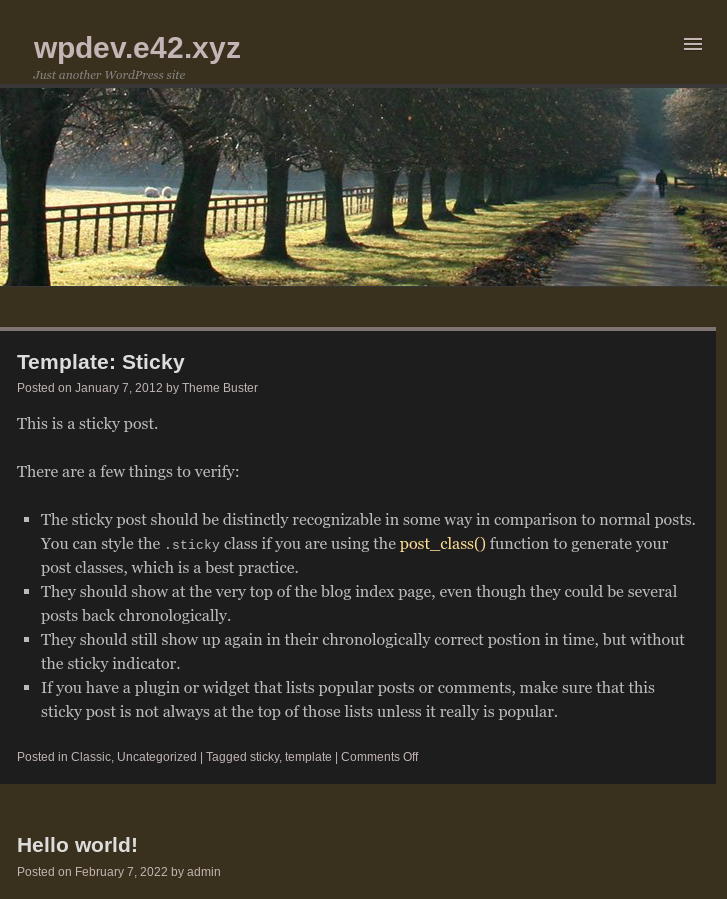 wpdev.e42.xyz
Just another WordPress site
Template: Sticky
Posted on January 7, 2012 by Theme Buster
This is a sticky post.
There are a few things to verify:
The sticky post should be distinctly recognizable in some way in comparison to normal posts.
You can style the .sticky class if you are using the post_class() function to generate your
post classes, which is a best practice.
They should show at the very top of the blog index page, even though they could be several
posts back chronologically.
They should still show up again in their chronologically correct postion in time, but without
the sticky indicator.
If you have a plugin or widget that lists popular posts or comments, make sure that this
sticky post is not always at the top of those lists unless it really is popular.
Posted in Classic, Uncategorized | Tagged sticky, template | Comments Off
Hello world!
Posted on February 7, 2022 by admin